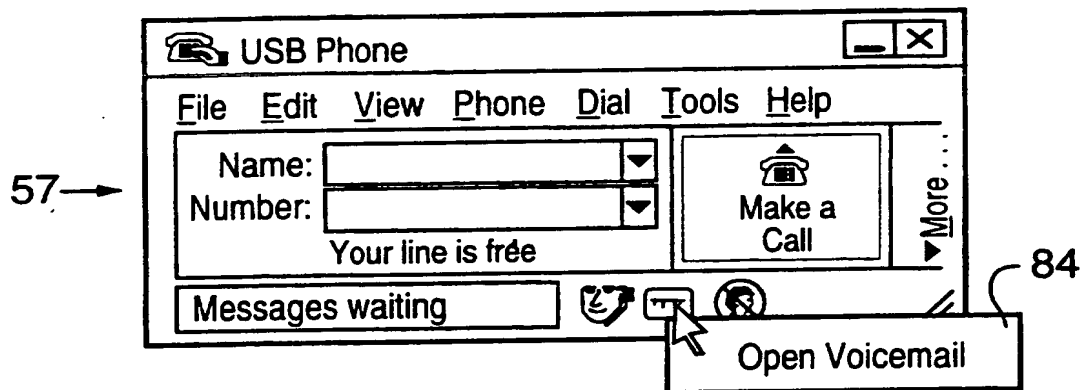 USB Phone
File Edit View Phone Dial Tools Help
Name:
Number:
Your line is free
Make a
Call
More....
57
Messages waiting
84
Open Voicemail